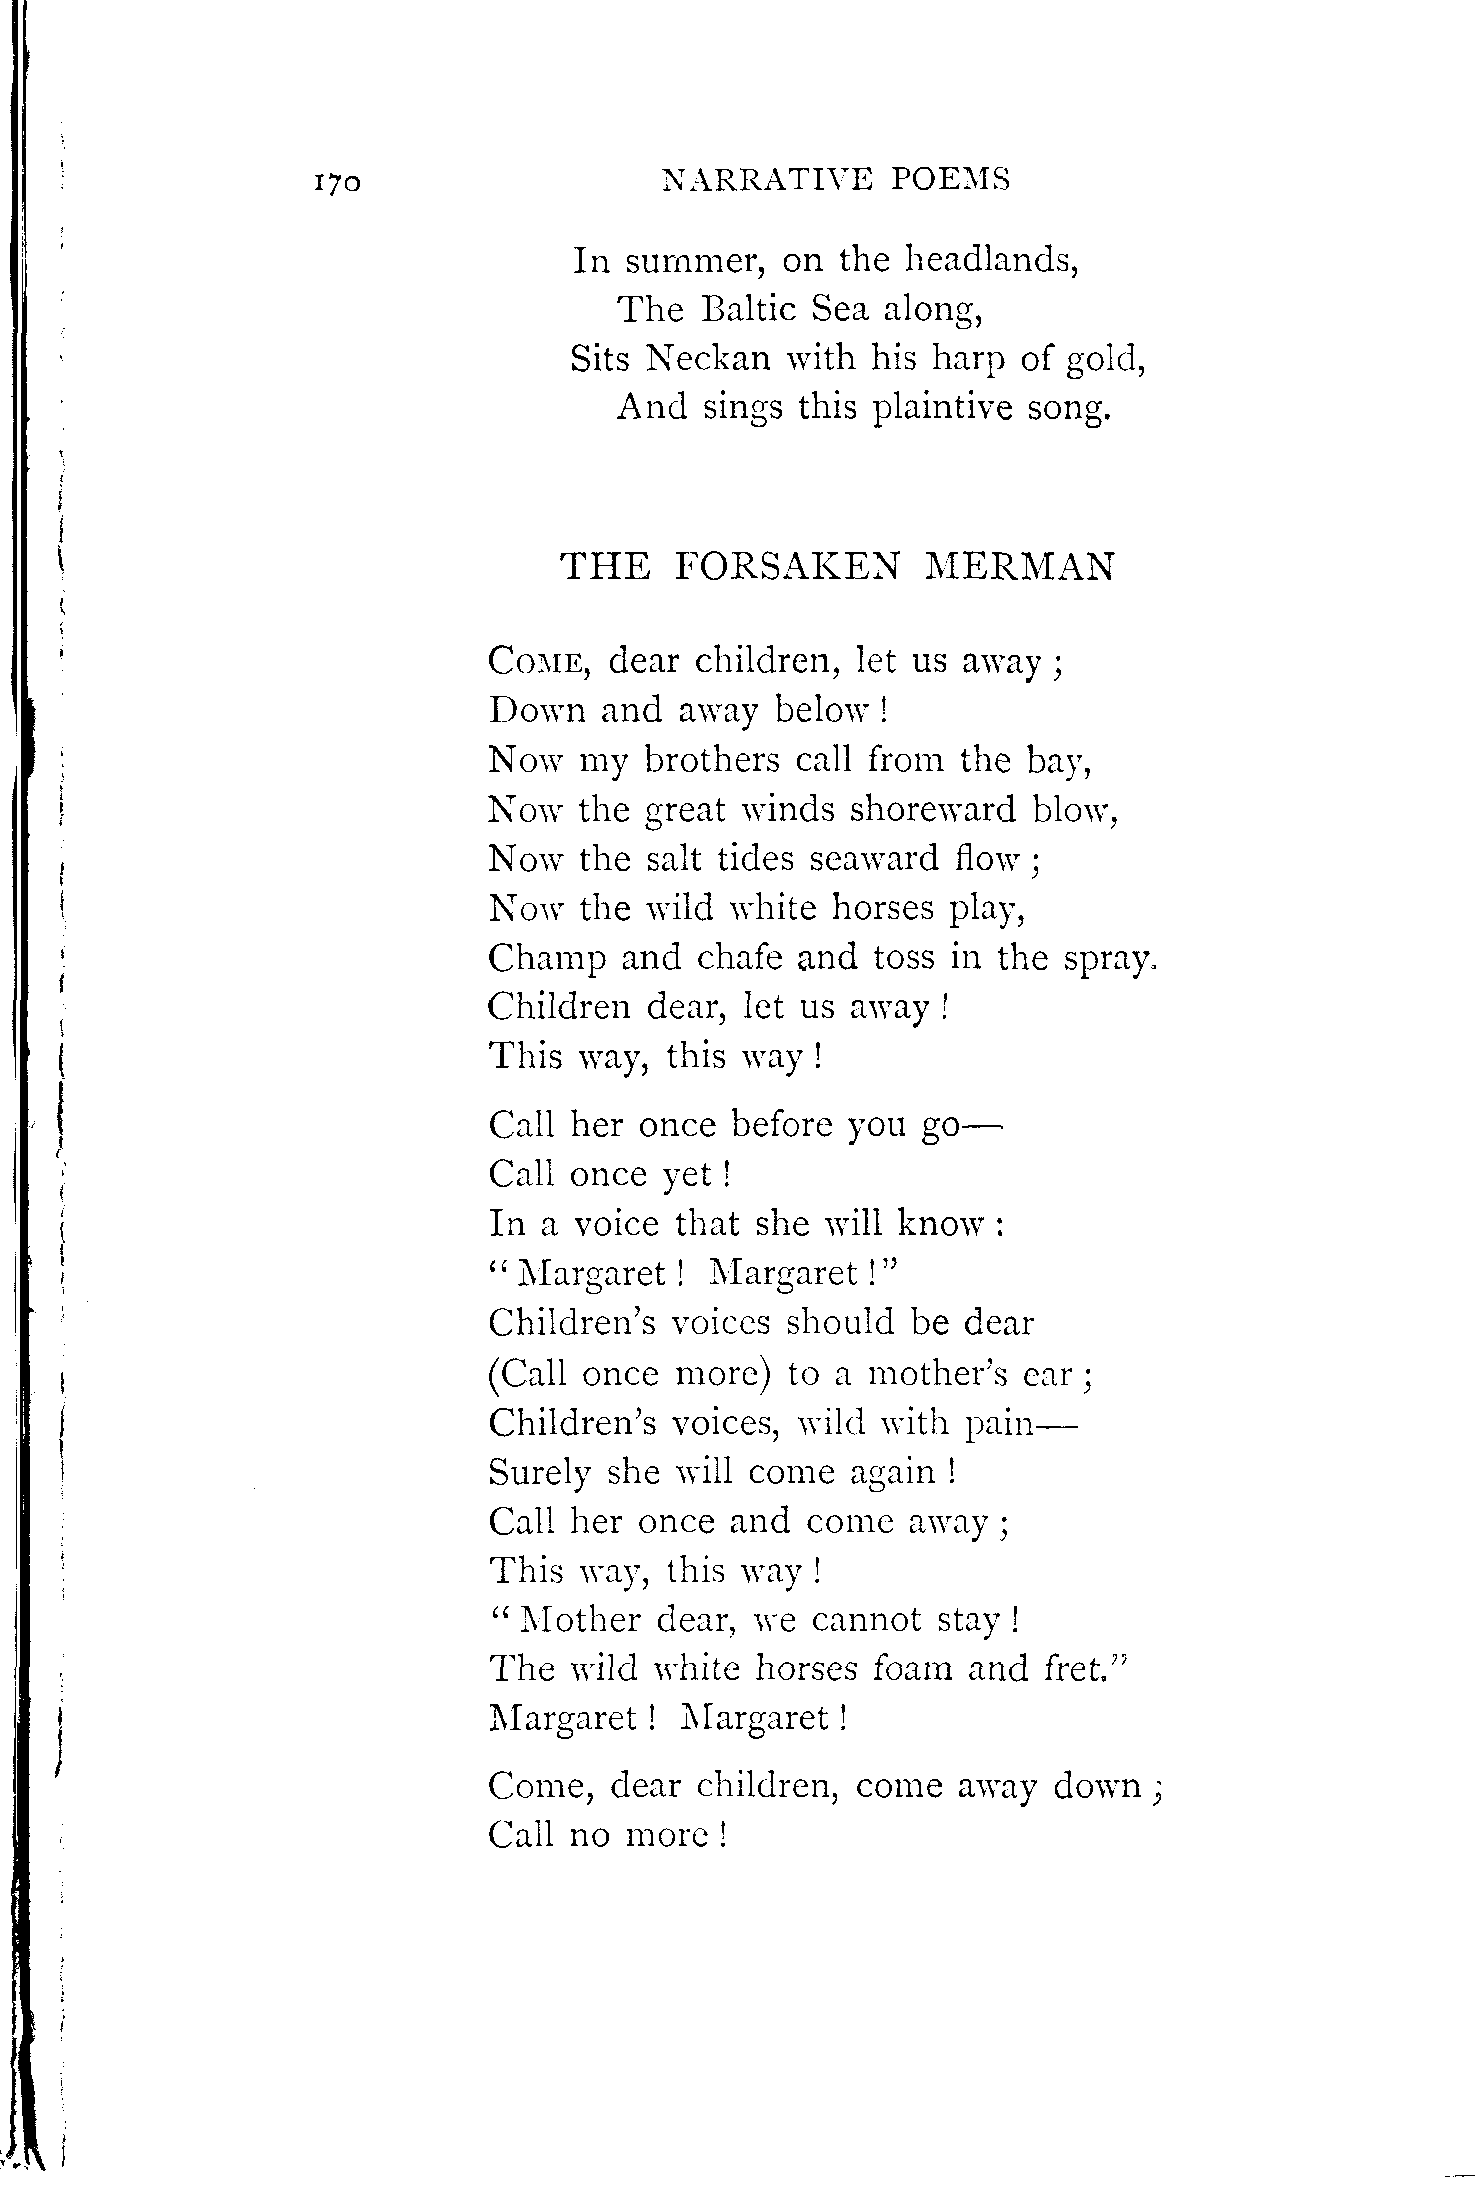 170 NARRATIVE POEMS
In summer, on the headlands,
The Baltic Sea along,
Sits Neckan with his harp of gold,
And sings this plaintive song.
THE FORSAKEN MERMAN
COME, dear children, let us away ;
Down and away below !
Now my brothers call from the bay,
Now the great winds shoreward blow,
Now the salt tides seaward flow ;
Now the wild white horses play,
Champ and chafe and toss in the spray.
Children dear, let us away !
This way, this way !
Call her once before you go—
Call once yet !
In a voice that she will know :
“ Margaret ! Margaret !”
Children’s voices should be dear
(Call once more) to a mother’s ear ;
Children’s voices, wild with pain—
Surely she will come again !
Call her once and come away ;
This way, this way !
“ Mother dear, we cannot stay !
The wild white horses foam and fret.”
Margaret ! Margaret !
Come, dear children, come away down ;
Call no more !